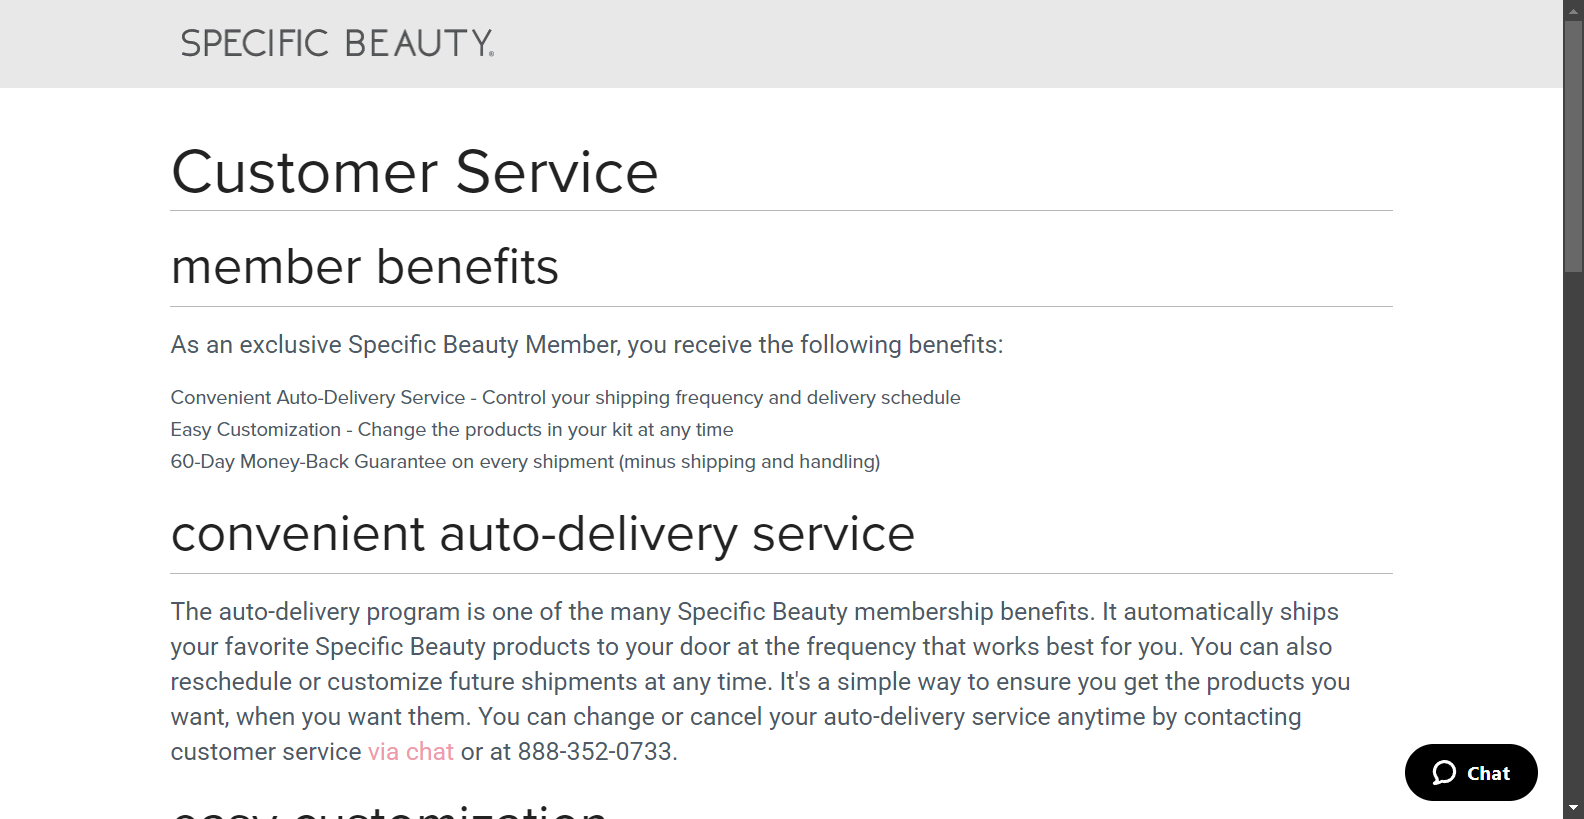 SPECIFIC BEAUTY®
Customer Service
member benefits
As an exclusive Specific Beauty Member, you receive the following benefits:
Convenient Auto-Delivery Service - Control your shipping frequency and delivery schedule
Easy Customization - Change the products in your kit at any time
60-Day Money-Back Guarantee on every shipment (minus shipping and handling)
convenient auto-delivery service
The auto-delivery program is one of the many Specific Beauty membership benefits. It automatically ships
your favorite Specific Beauty products to your door at the frequency that works best for you. You can also
reschedule or customize future shipments at any time. It's a simple way to ensure you get the products you
want, when you want them. You can change or cancel your auto-delivery service anytime by contacting
customer service via chat or at 888-352-0733.
Chat
easy customization